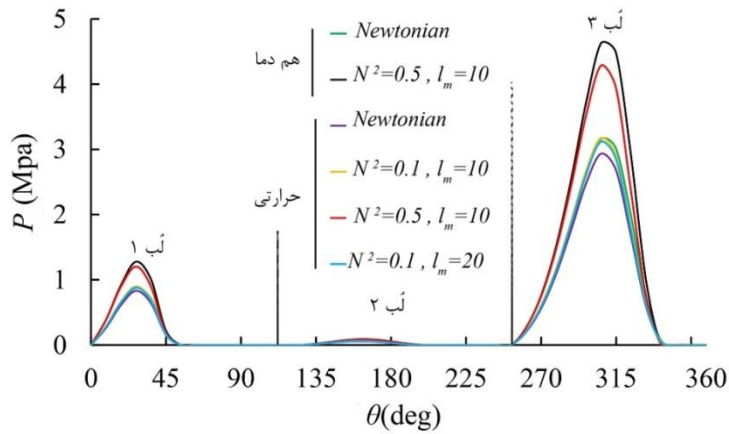 5
4
3
2
1
0
P (Mpa)
هم دما
Newtonian
N²=0.5 , lₘ=10
حرارتی
Newtonian
N²=0.1 , lₘ=10
N²=0.5 , lₘ=10
N²=0.1 , lₘ=20
لُب ۱
لُب ۲
لُب ۳
0 45 90 135 180 225 270 315 360
θ(deg)